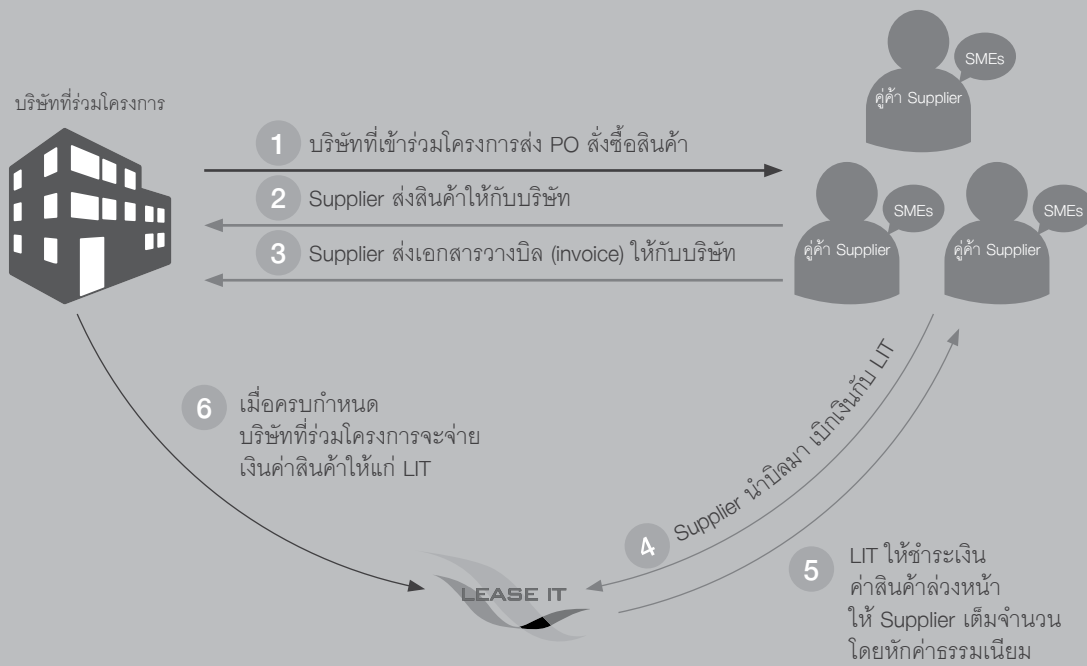 SMEs
คู่ค้า Supplier
บริษัทที่ร่วมโครงการ
1 บริษัทที่เข้าร่วมโครงการส่ง PO สั่งซื้อสินค้า
2 Supplier ส่งสินค้าให้กับบริษัท
3 Supplier ส่งเอกสารวางบิล (invoice) ให้กับบริษัท
SMEs
คู่ค้า Supplier
SMEs
คู่ค้า Supplier
4 Supplier นำบิลมา เบิกเงินกับ LIT
5 LIT ให้ชำระเงิน
ค่าสินค้าล่วงหน้า
ให้ Supplier เต็มจำนวน
โดยหักค่าธรรมเนียม
6 เมื่อครบกำหนด
บริษัทที่ร่วมโครงการจะจ่าย
เงินค่าสินค้าให้แก่ LIT
LEASE IT